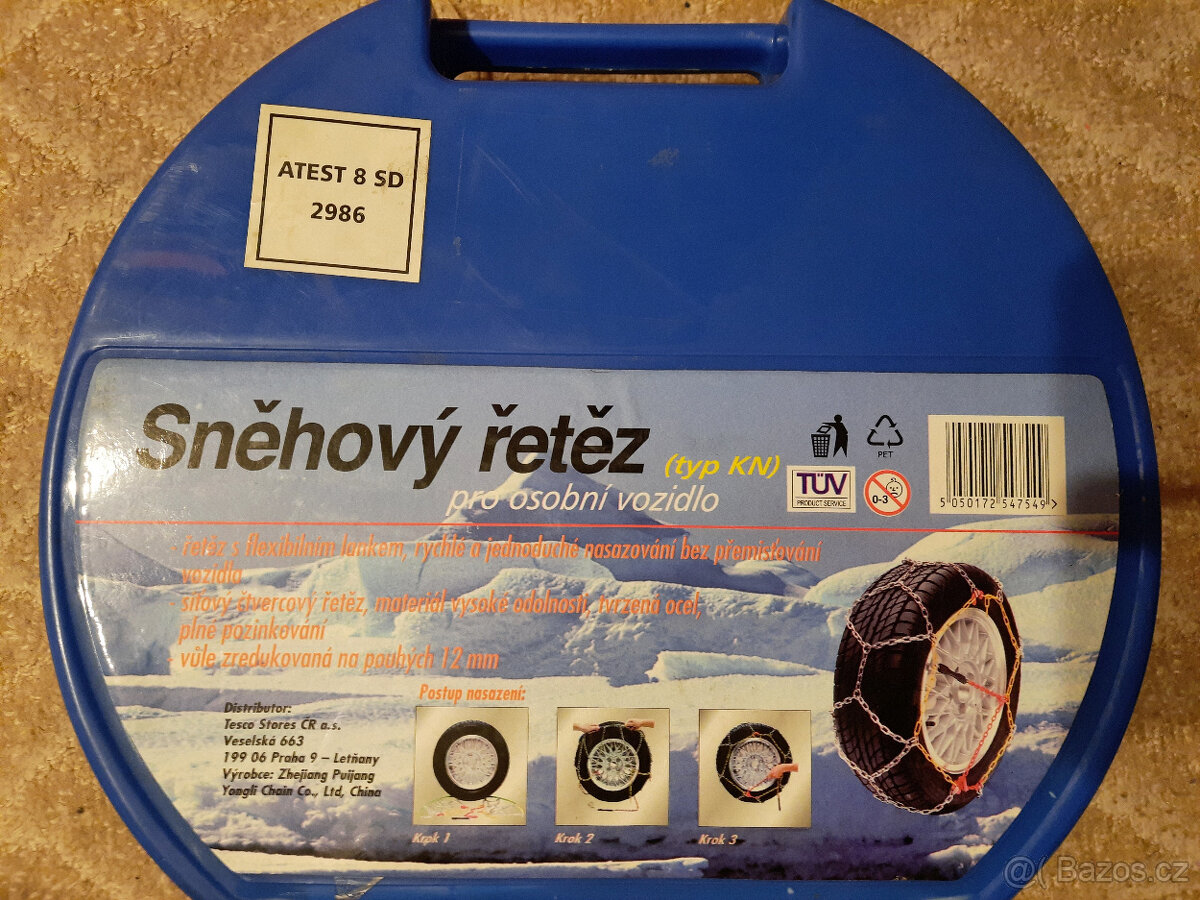 ATEST 8 SD
2986
Sněhový řetěz (typ KN)
pro osobní vozidlo
PET
TÜV
PRODUCT SERVICE
0-3
5 050172 547549 >
- řetěz s flexibilním lankem, rychlé a jednoduché nasazování bez přemisťování
vozidla
- síťový čtvercový řetěz, materiál vysoké odolnosti, tvrzená ocel,
plné pozinkování
- vůle zredukovaná na pouhých 12 mm
Postup nasazení:
Distributor:
Tesco Stores ČR a.s.
Veselská 663
199 06 Praha 9 – Letňany
Výrobce: Zhejiang Puijang
Yongli Chain Co., Ltd, China
Krok 1
Krok 2
Krok 3
@( Bazos.cz